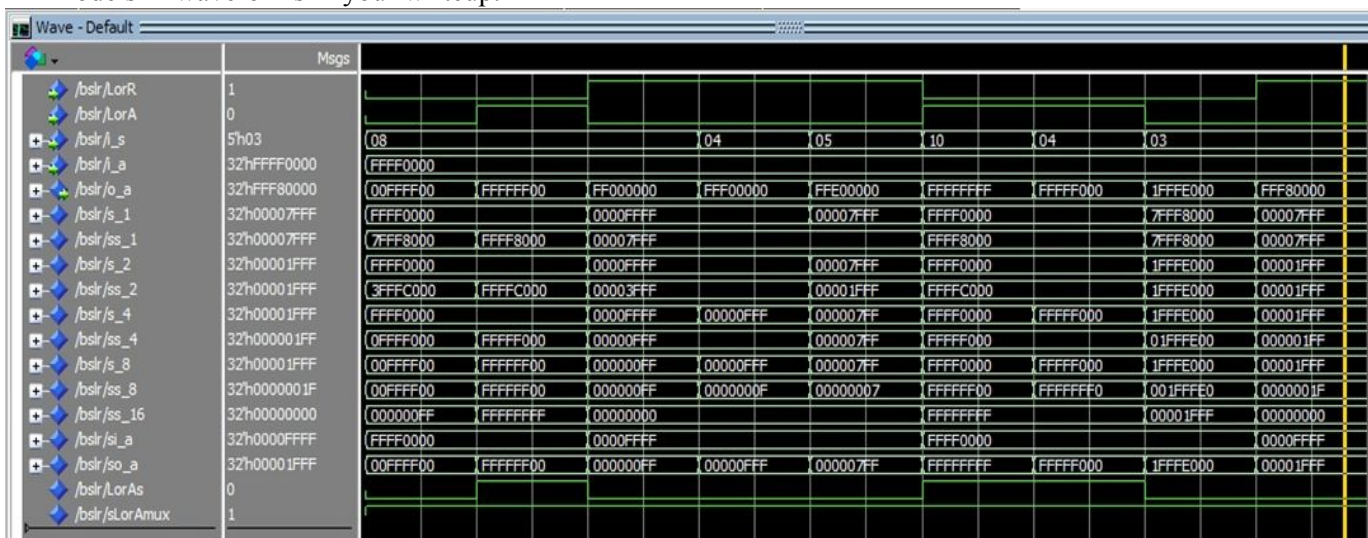 Wave - Default
Msgs
/bslr/LorR 1
/bslr/LorA 0
/bslr/i_s 5'h03 08 04 05 10 04 03
/bslr/i_a 32'hFFFF0000 FFFF0000
/bslr/o_a 32'hFFF80000 00FFFF00 FFFFFF00 FF000000 FFF00000 FFE00000 FFFFFFFF FFFFF000 1FFFE000 FFF80000
/bslr/s_1 32'h00007FFF FFFF0000 0000FFFF 00007FFF FFFF0000 7FFF8000 00007FFF
/bslr/ss_1 32'h00007FFF 7FFF8000 FFFF8000 00007FFF FFFF8000 7FFF8000 00007FFF
/bslr/s_2 32'h00001FFF FFFF0000 0000FFFF 00007FFF FFFF0000 1FFFE000 00001FFF
/bslr/ss_2 32'h00001FFF 3FFFC000 FFFFC000 00003FFF 00001FFF FFFFC000 1FFFE000 00001FFF
/bslr/s_4 32'h00001FFF FFFF0000 0000FFFF 00000FFF 000007FF FFFF0000 FFFFF000 1FFFE000 00001FFF
/bslr/ss_4 32'h000001FF 0FFFF000 FFFFF000 00000FFF 000007FF FFFFF000 01FFFE00 000001FF
/bslr/s_8 32'h00001FFF 00FFFF00 FFFFFF00 000000FF 00000FFF 000007FF FFFF0000 FFFFF000 1FFFE000 00001FFF
/bslr/ss_8 32'h0000001F 00FFFF00 FFFFFF00 000000FF 0000000F 00000007 FFFFFF00 FFFFFFF0 001FFFE0 0000001F
/bslr/ss_16 32'h00000000 000000FF FFFFFFFF 00000000 FFFFFFFF 00001FFF 00000000
/bslr/si_a 32'h0000FFFF FFFF0000 0000FFFF FFFF0000 0000FFFF
/bslr/so_a 32'h00001FFF 00FFFF00 FFFFFF00 000000FF 00000FFF 000007FF FFFFFFFF FFFFF000 1FFFE000 00001FFF
/bslr/LorAs 0
/bslr/sLorAmux 1